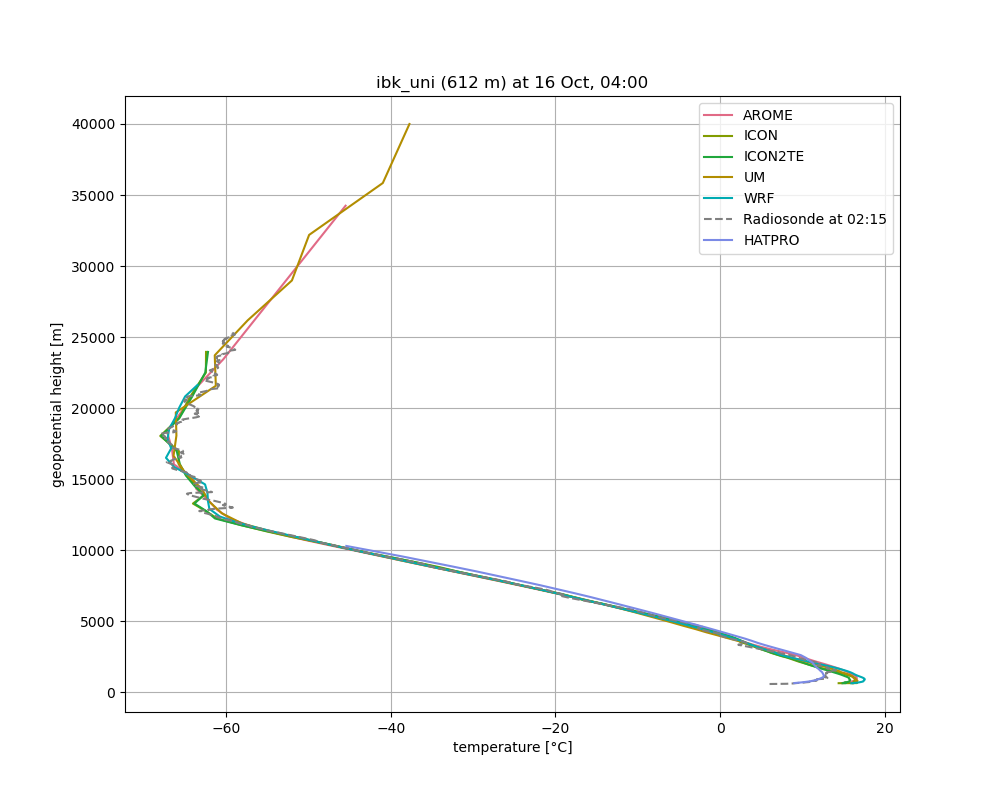 ibk_uni (612 m) at 16 Oct, 04:00
AROME
ICON
ICON2TE
UM
WRF
Radiosonde at 02:15
HATPRO
40000
35000
30000
25000
20000
15000
10000
5000
0
geopotential height [m]
−60
−40
−20
0
20
temperature [°C]